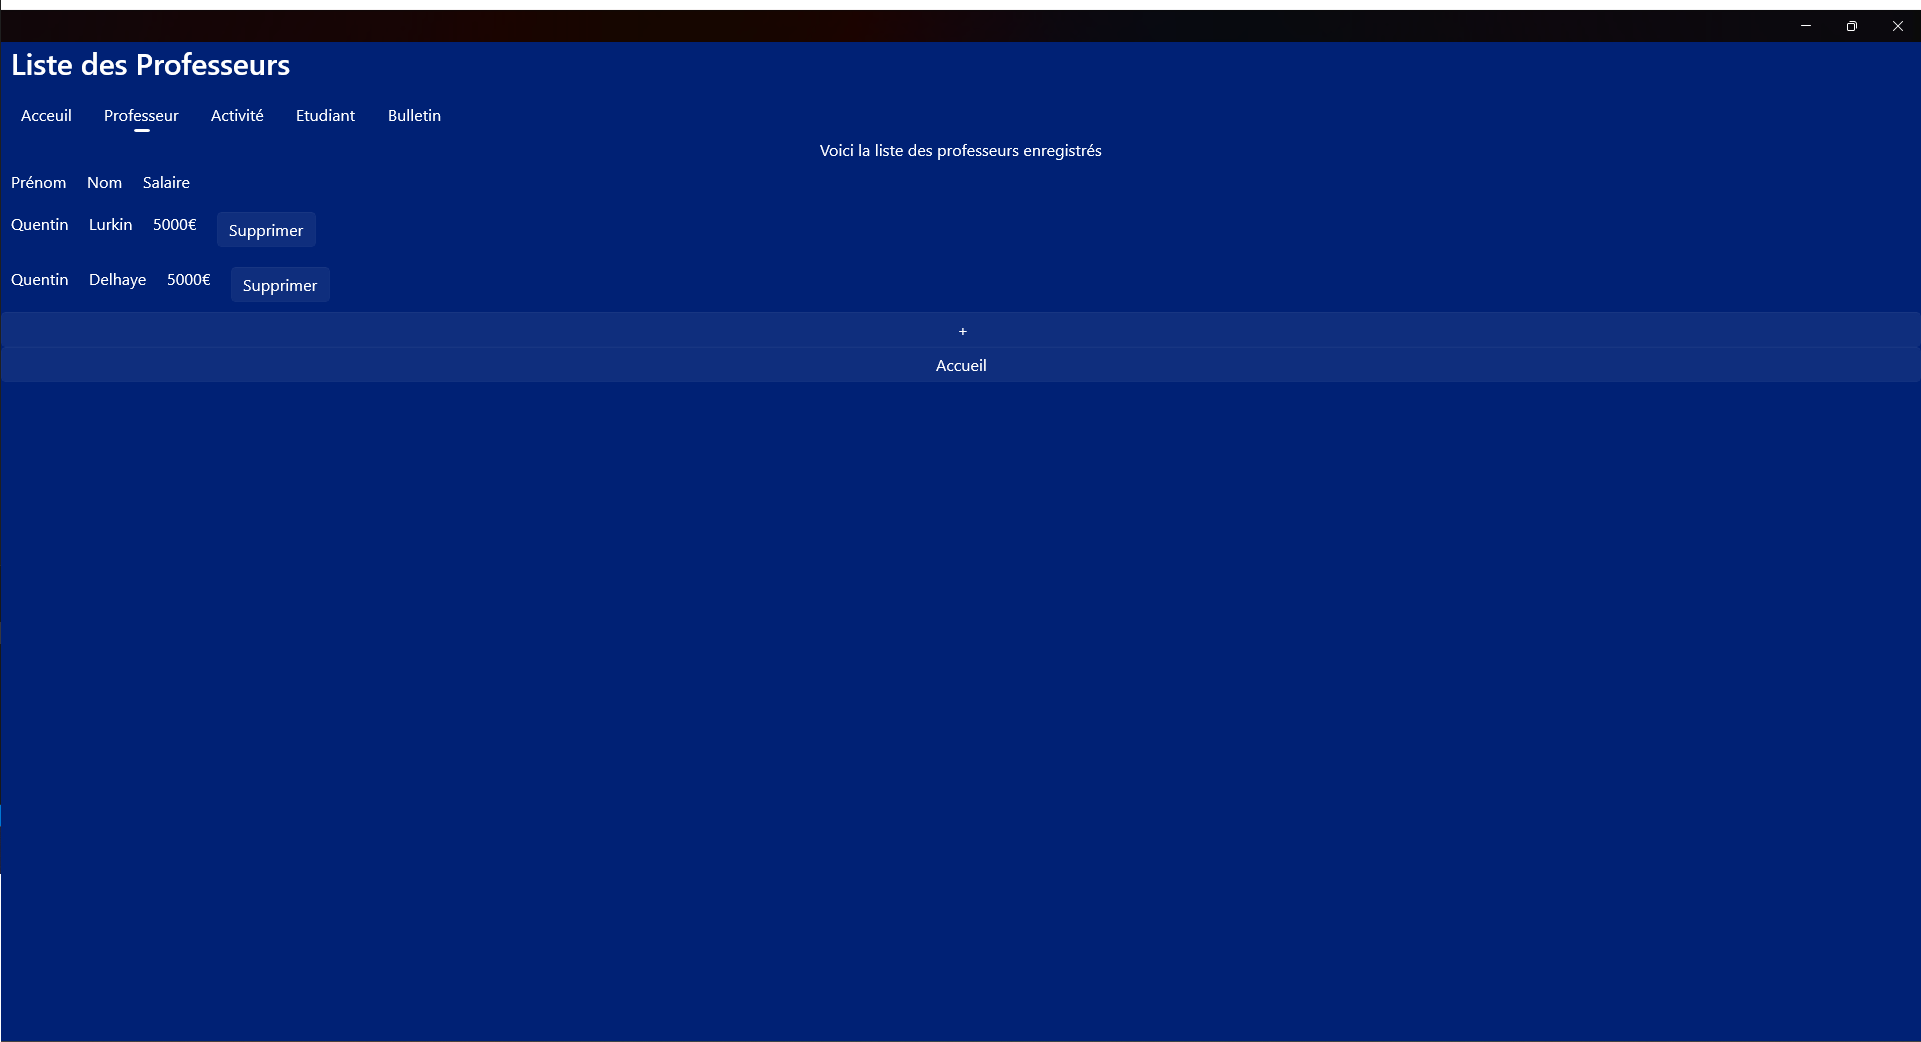 Liste des Professeurs
Acceuil Professeur Activité Etudiant Bulletin
Voici la liste des professeurs enregistrés
Prénom Nom Salaire
Quentin Lurkin 5000€ Supprimer
Quentin Delhaye 5000€ Supprimer
+
Accueil